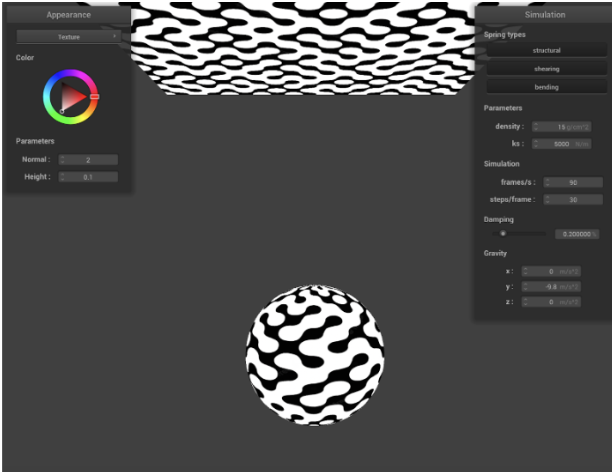 Appearance
Texture
Color
Parameters
Normal : 2
Height : 0.1
Simulation
Spring types
structural
shearing
bending
Parameters
density : 15 g/cm^2
ks : 5000 N/m
Simulation
frames/s : 90
steps/frame : 30
Damping
0.200000 %
Gravity
x : 0 m/s^2
y : -9.8 m/s^2
z : 0 m/s^2